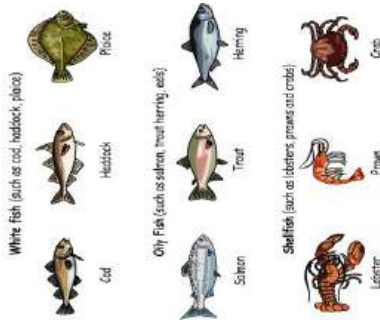 White fish (such as cod, haddock, plaice)
Cod Haddock Plaice
Oily Fish (such as salmon, trout herring, eels)
Salmon Trout Herring
Shellfish (such as lobsters, prawns and crabs)
Lobster Prawn Crab